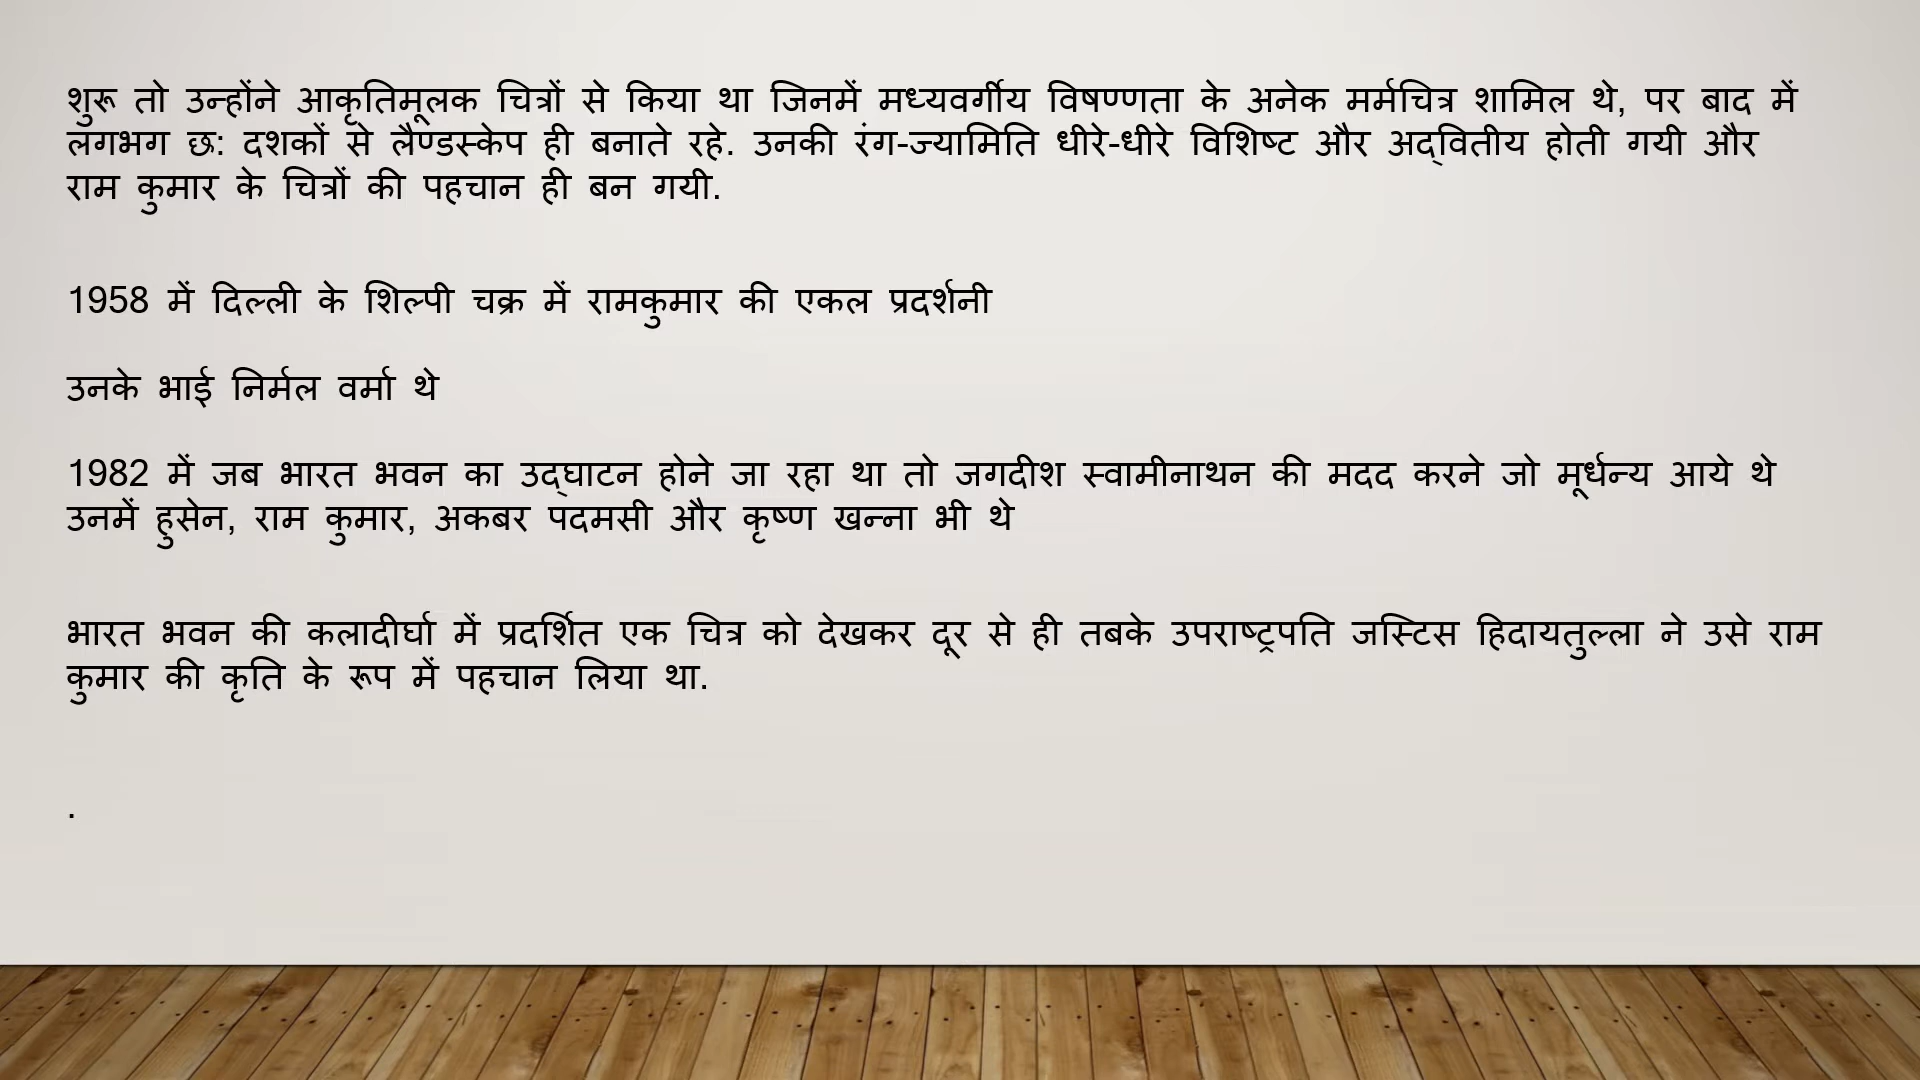 शुरू तो उन्होंने आकृतिमूलक चित्रों से किया था जिनमें मध्यवर्गीय विषण्णता के अनेक मर्मचित्र शामिल थे, पर बाद में
लगभग छ: दशकों से लैण्डस्केप ही बनाते रहे. उनकी रंग-ज्यामिति धीरे-धीरे विशिष्ट और अद्वितीय होती गयी और
राम कुमार के चित्रों की पहचान ही बन गयी.
1958 में दिल्ली के शिल्पी चक्र में रामकुमार की एकल प्रदर्शनी
उनके भाई निर्मल वर्मा थे
1982 में जब भारत भवन का उद्घाटन होने जा रहा था तो जगदीश स्वामीनाथन की मदद करने जो मूर्धन्य आये थे
उनमें हुसेन, राम कुमार, अकबर पदमसी और कृष्ण खन्ना भी थे
भारत भवन की कलादीर्घा में प्रदर्शित एक चित्र को देखकर दूर से ही तबके उपराष्ट्रपति जस्टिस हिदायतुल्ला ने उसे राम
कुमार की कृति के रूप में पहचान लिया था.
.